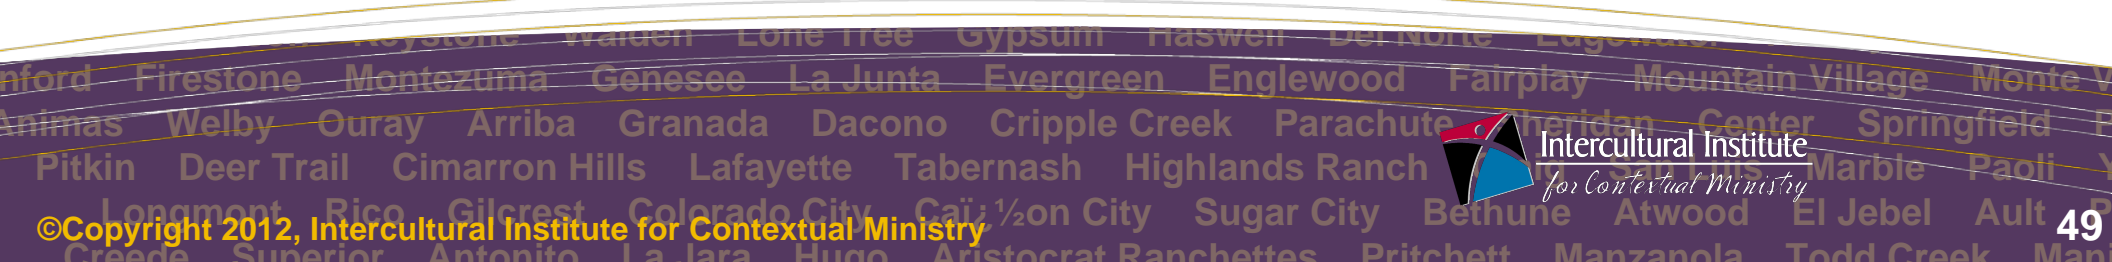 Keystone Walden Lone Tree Gypsum Haswell Del Norte Edgewater
nford Firestone Montezuma Genesee La Junta Evergreen Englewood Fairplay Mountain Village Monte V
Animas Welby Ouray Arriba Granada Dacono Cripple Creek Parachute Sheridan Center Springfield
Intercultural Institute
for Contextual Ministry
Pitkin Deer Trail Cimarron Hills Lafayette Tabernash Highlands Ranch San Luis Marble Paoli
Longmont Rico Gilcrest Colorado City Caï¿½on City Sugar City Bethune Atwood El Jebel Ault
©Copyright 2012, Intercultural Institute for Contextual Ministry
49
Creede Superior Antonito La Jara Hugo Aristocrat Ranchettes Pritchett Manzanola Todd Creek Mani